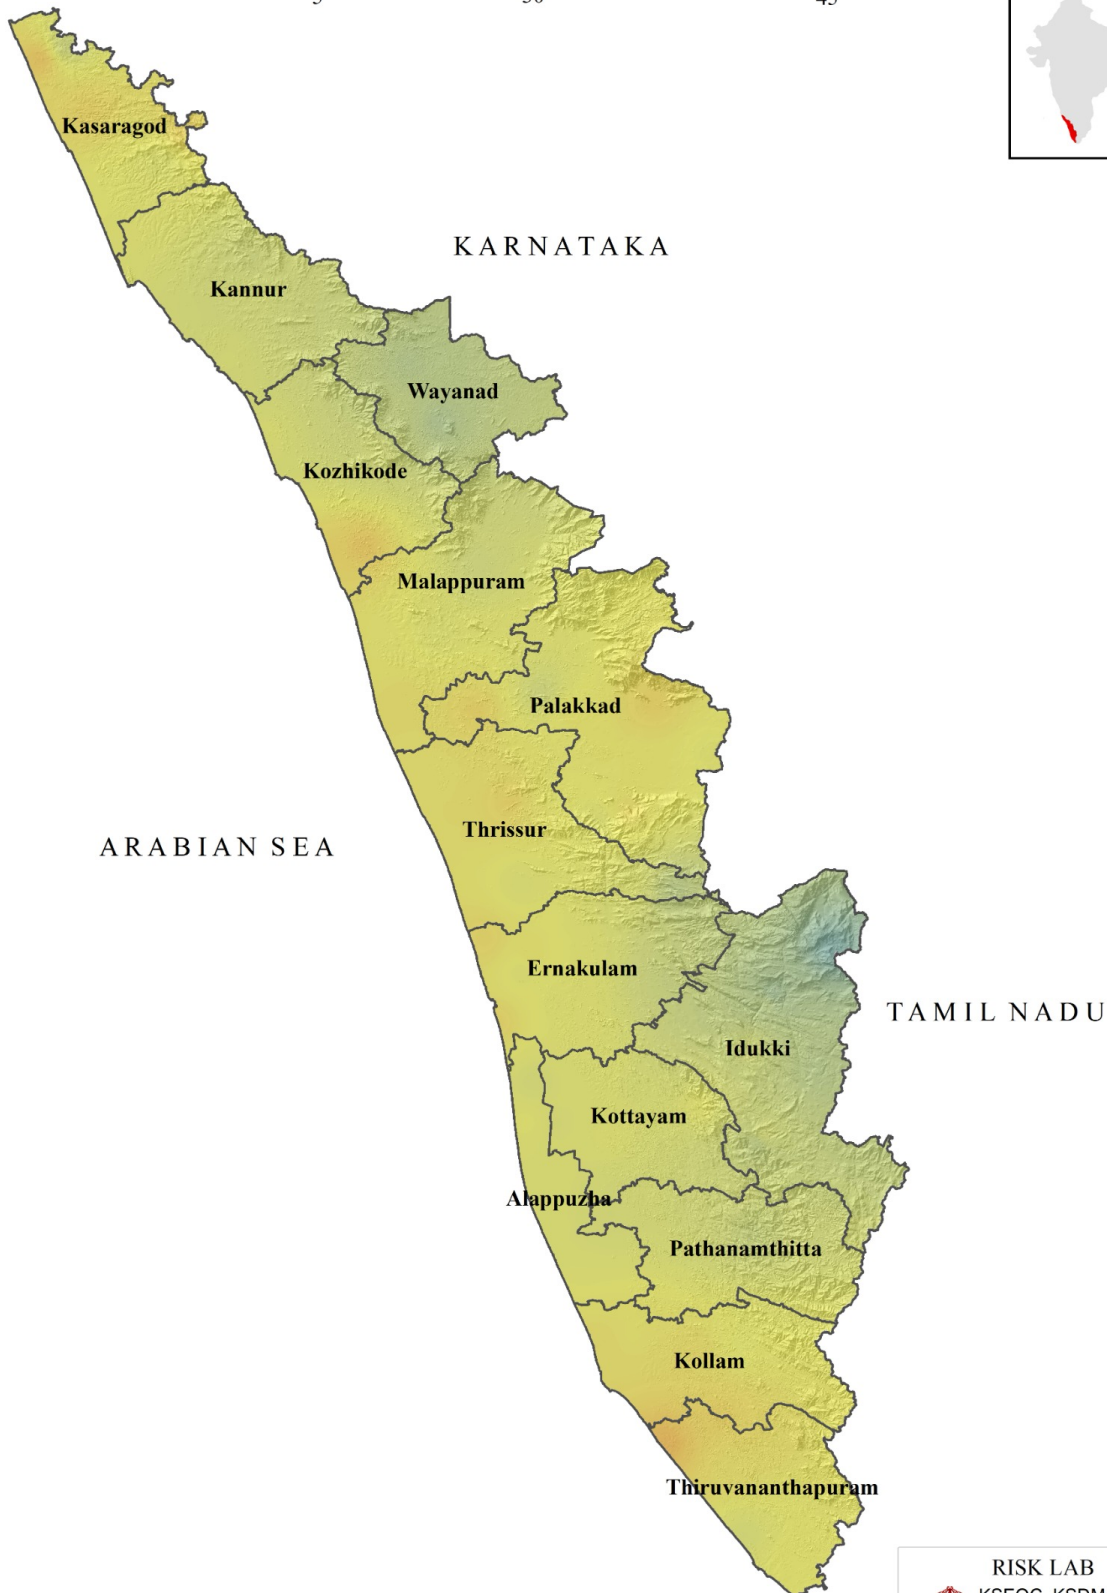 Kasaragod
KARNATAKA
Kannur
Wayanad
Kozhikode
Malappuram
Palakkad
Thrissur
ARABIAN SEA
Ernakulam
TAMIL NADU
Idukki
Kottayam
Alappuzha
Pathanamthitta
Kollam
Thiruvananthapuram
RISK LAB